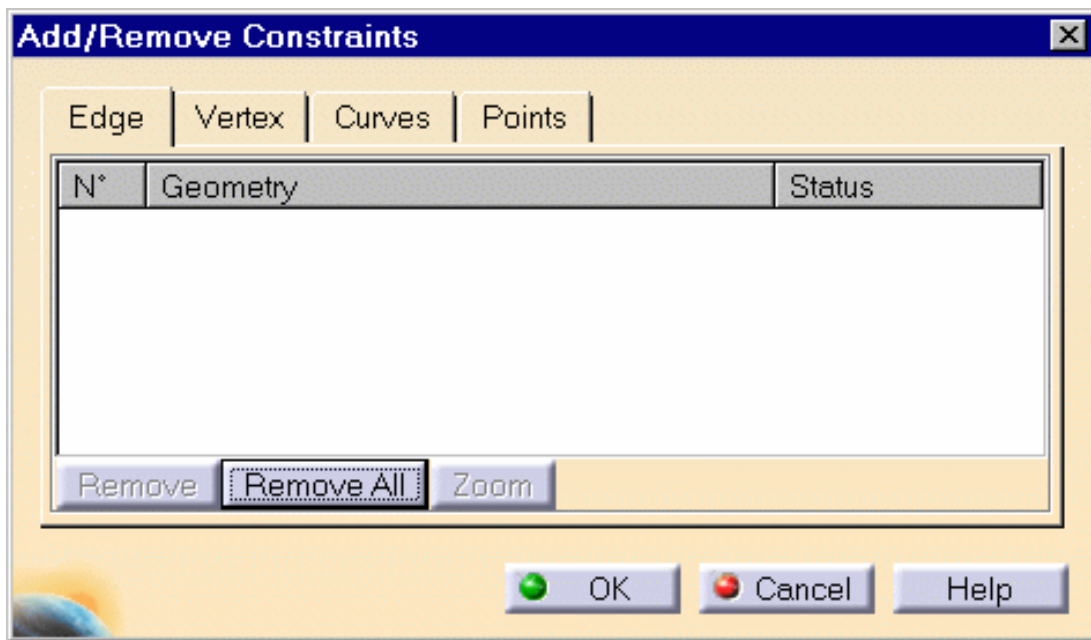 Add/Remove Constraints
Edge Vertex Curves Points
N° Geometry Status
Remove Remove All Zoom
OK Cancel Help